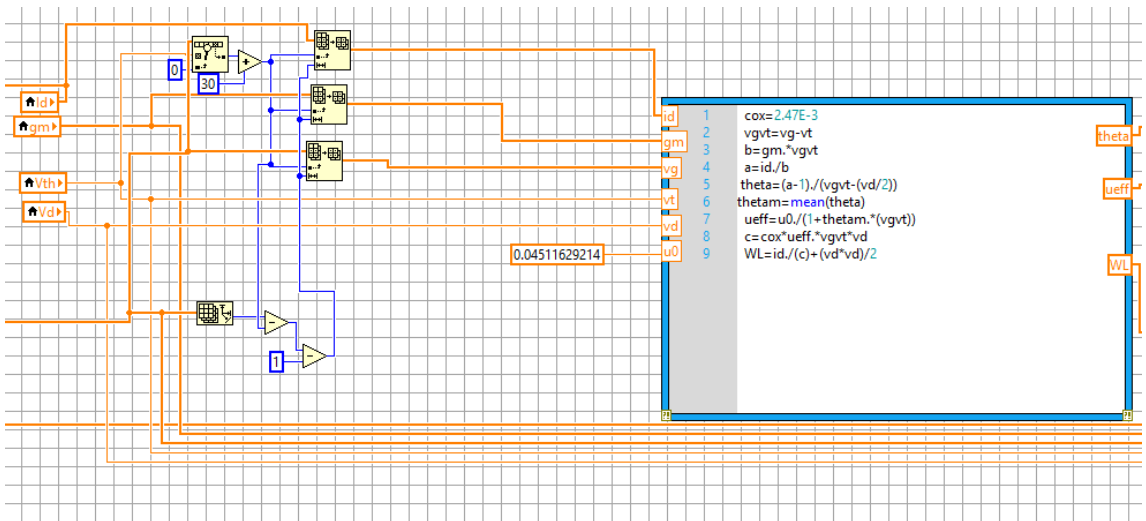 0
30
Id
gm
Vth
Vd
0.04511629214
1
id
gm
vg
vt
vd
u0
1 cox=2.47E-3
2 vgvt=vg-vt
3 b=gm.*vgvt
4 a=id./b
5 theta=(a-1)./(vgvt-(vd/2))
6 thetam=mean(theta)
7 ueff=u0./(1+thetam.*(vgvt))
8 c=cox*ueff.*vgvt*vd
9 WL=id./(c)+(vd*vd)/2
theta
ueff
WL